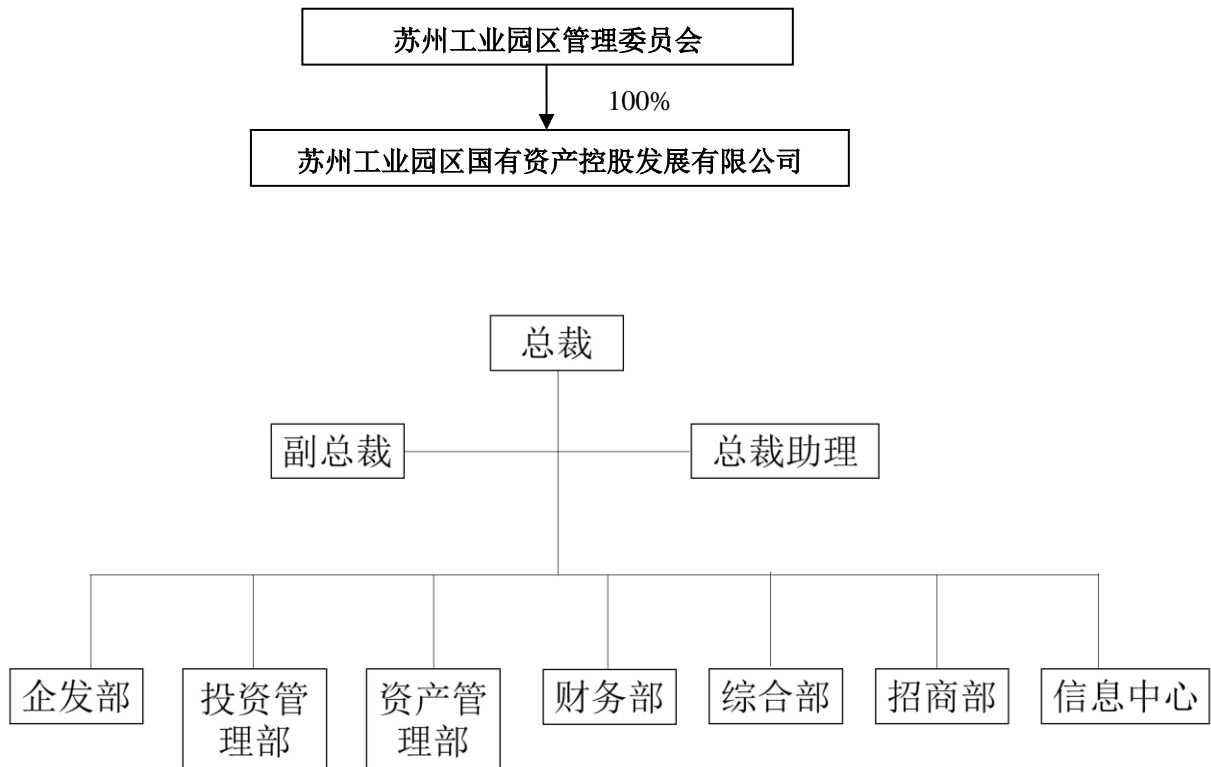 苏州工业园区管理委员会
100%
苏州工业园区国有资产控股发展有限公司
总裁
副总裁
总裁助理
企发部
投资管
理部
资产管
理部
财务部
综合部
招商部
信息中心